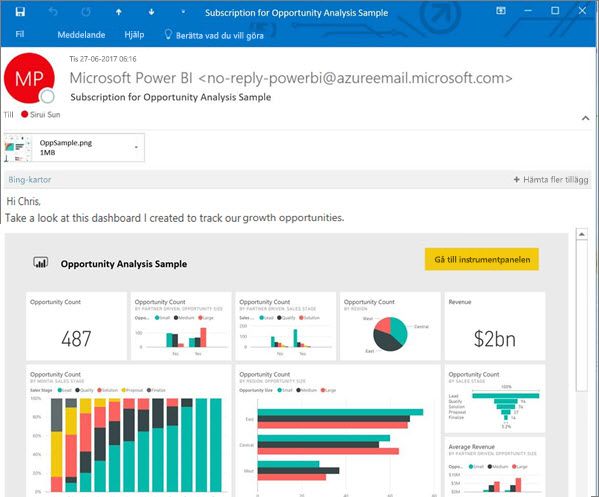 Subscription for Opportunity Analysis Sample
Fil Meddelande Hjälp Berätta vad du vill göra
Tis 27-06-2017 06:16
MP
Microsoft Power BI <no-reply-powerbi@azureemail.microsoft.com>
Subscription for Opportunity Analysis Sample
Till Sirui Sun
OppSample.png
1MB
Bing-kartor + Hämta fler tillägg
Hi Chris,
Take a look at this dashboard I created to track our growth opportunities.
Opportunity Analysis Sample
Gå till instrumentpanelen
Opportunity Count
487
Opportunity Count
BY PARTNER DRIVEN, OPPORTUNITY SIZE
Oppo... Small Medium Large
No Yes
Opportunity Count
BY PARTNER DRIVEN, SALES STAGE
Sales ... Lead Qualify Solution
No Yes
Opportunity Count
BY REGION
West
Central
East
Revenue
$2bn
Opportunity Count
BY MONTH, SALES STAGE
Sales Stage Lead Qualify Solution Proposal Finalize
100%
80%
60%
40%
20%
0%
Opportunity Count
BY REGION, OPPORTUNITY SIZE
Opportunity Size Small Medium Large
East
Central
West
Opportunity Count
BY SALES STAGE
100%
Lead
Qualify
Solution
Proposal
Finalize
5.2%
Average Revenue
BY PARTNER DRIVEN, OPPORTUNITY SIZE
Small Medium Large
$10M
$5M